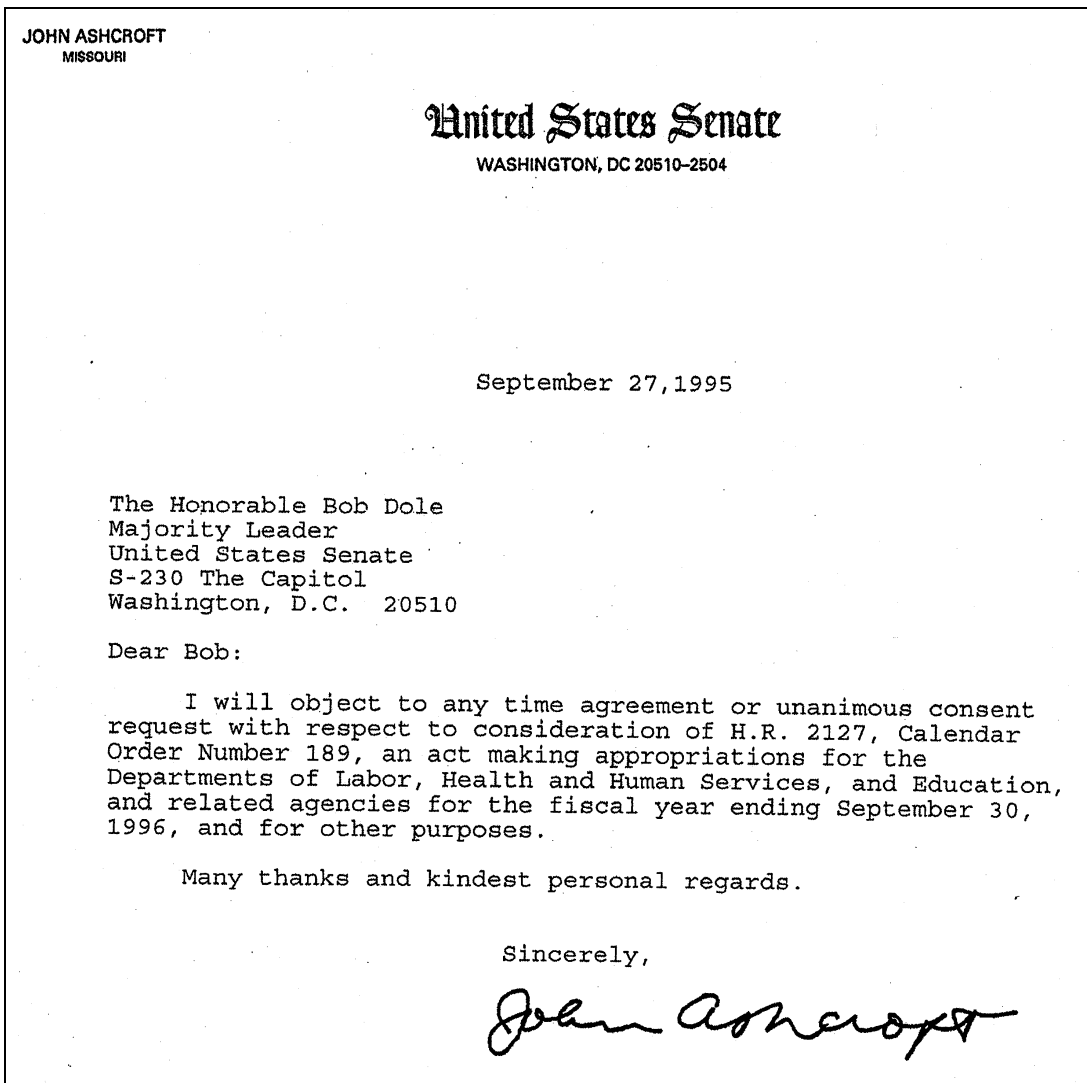 JOHN ASHCROFT
MISSOURI
United States Senate
WASHINGTON, DC 20510–2504
September 27,1995
The Honorable Bob Dole
Majority Leader
United States Senate
S-230 The Capitol
Washington, D.C. 20510
Dear Bob:
I will object to any time agreement or unanimous consent
request with respect to consideration of H.R. 2127, Calendar
Order Number 189, an act making appropriations for the
Departments of Labor, Health and Human Services, and Education,
and related agencies for the fiscal year ending September 30,
1996, and for other purposes.
Many thanks and kindest personal regards.
Sincerely,
John Ashcroft